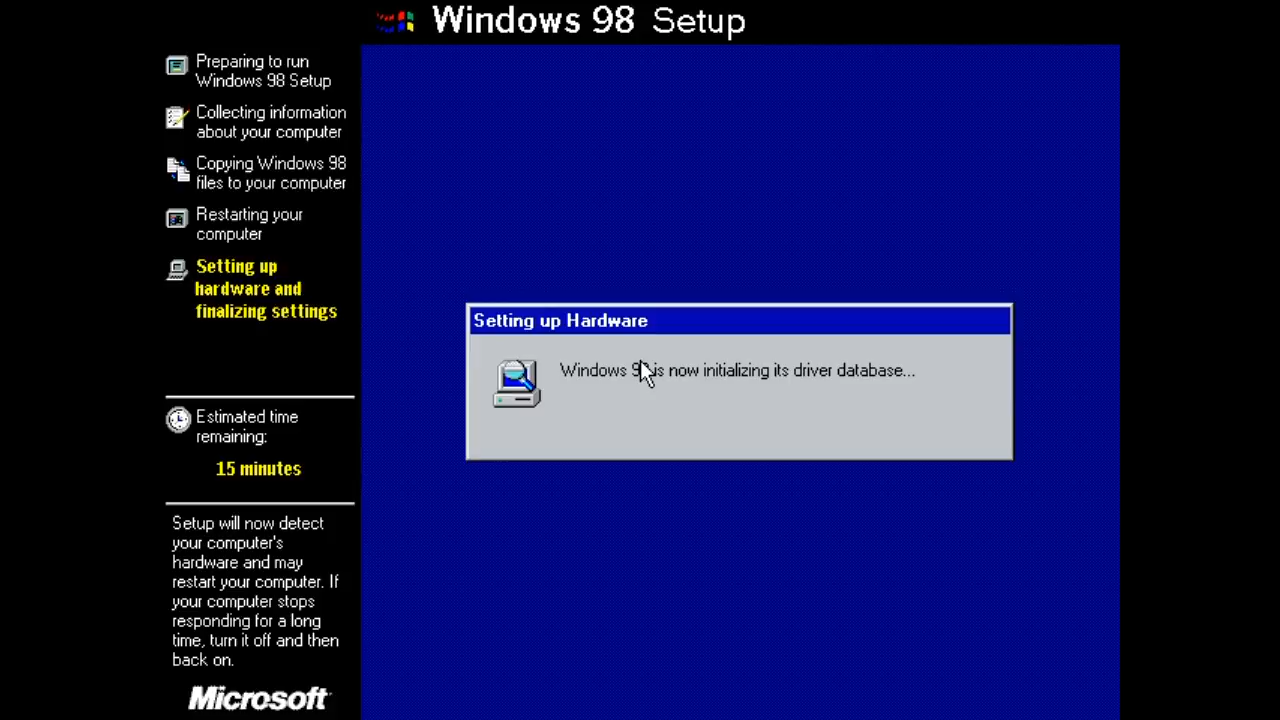 Windows 98 Setup
Preparing to run
Windows 98 Setup
Collecting information
about your computer
Copying Windows 98
files to your computer
Restarting your
computer
Setting up
hardware and
finalizing settings
Estimated time
remaining:
15 minutes
Setup will now detect
your computer's
hardware and may
restart your computer. If
your computer stops
responding for a long
time, turn it off and then
back on.
Microsoft
Setting up Hardware
Windows 98 is now initializing its driver database...